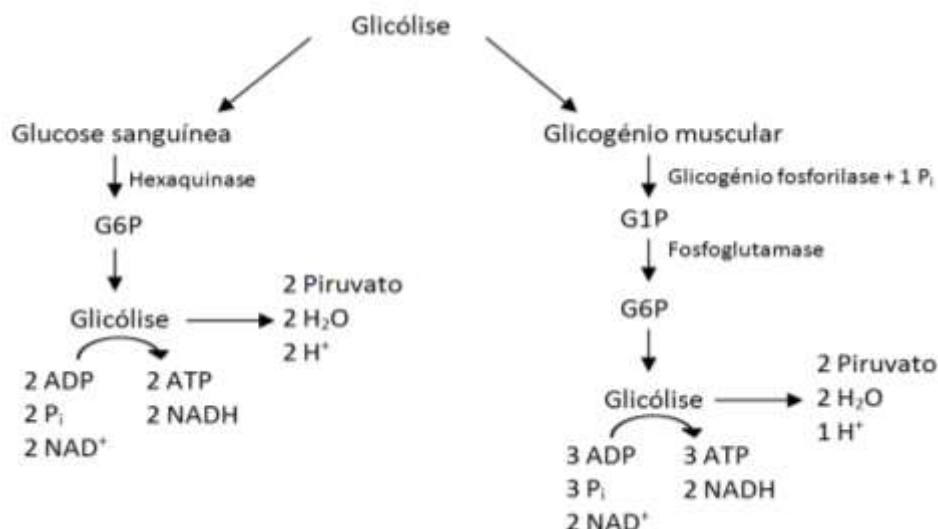 Glicólise
Glucose sanguínea
Hexaquinase
G6P
Glicólise
2 Piruvato
2 H₂O
2 H⁺
2 ADP 2 ATP
2 Pᵢ 2 NADH
2 NAD⁺
Glicogénio muscular
Glicogénio fosforilase + 1 Pᵢ
G1P
Fosfoglutamase
G6P
Glicólise
2 Piruvato
2 H₂O
1 H⁺
3 ADP 3 ATP
3 Pᵢ 2 NADH
2 NAD⁺